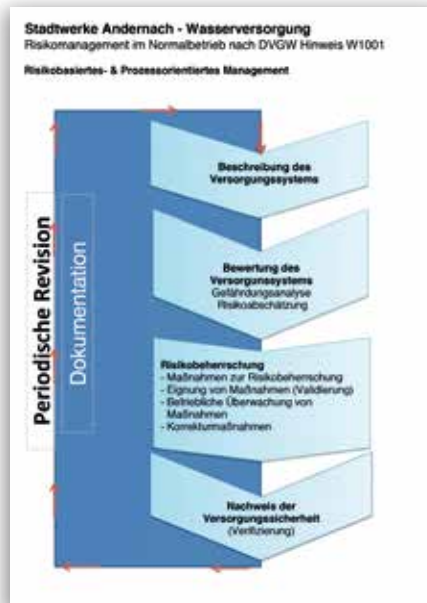 Stadtwerke Andernach - Wasserversorgung
Risikomanagement im Normalbetrieb nach DVGW Hinweis W1001
Risikobasiertes- & Prozessorientiertes Management
Beschreibung des
Versorgungssystems
Bewertung des
Versorgunssystems
Gefährdungsanalyse
Risikoabschätzung
Risikobeherrschung
- Maßnahmen zur Risikobeherrschung
- Eignung von Maßnahmen (Validierung)
- Betriebliche Überwachung von
Maßnahmen
- Korrekturmaßnahmen
Nachweis der
Versorgungssicherheit
(Verifizierung)
Periodische Revision
Dokumentation